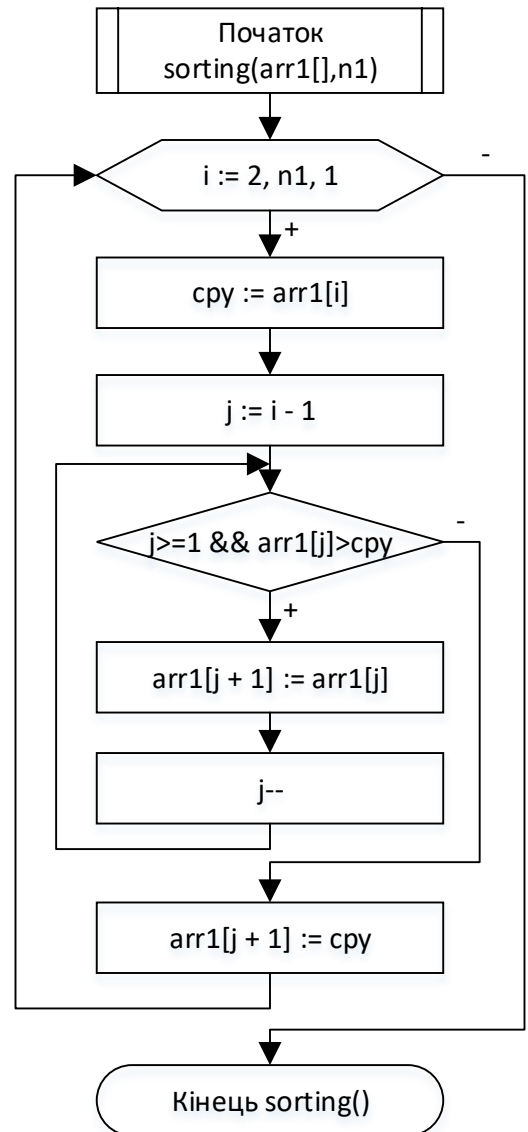 Початок
sorting(arr1[],n1)
i := 2, n1, 1
-
+
cpy := arr1[i]
j := i - 1
j>=1 && arr1[j]>cpy
-
+
arr1[j + 1] := arr1[j]
j--
arr1[j + 1] := cpy
Кінець sorting()